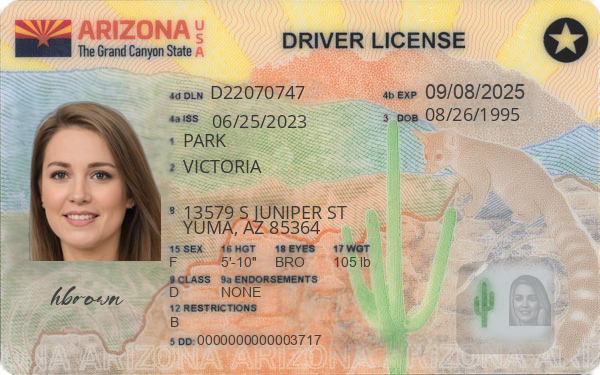 ARIZONA USA
The Grand Canyon State
DRIVER LICENSE
4d DLN D22070747
4b EXP 09/08/2025
4a ISS 06/25/2023
3 DOB 08/26/1995
1 PARK
2 VICTORIA
8 13579 S JUNIPER ST
YUMA, AZ 85364
15 SEX 16 HGT 18 EYES 17 WGT
F 5'-10" BRO 105 lb
9 CLASS 9a ENDORSEMENTS
D NONE
hbrown
12 RESTRICTIONS
B
5 DD: 0000000000003717
ARIZONA ARIZONA ARIZONA ARIZONA